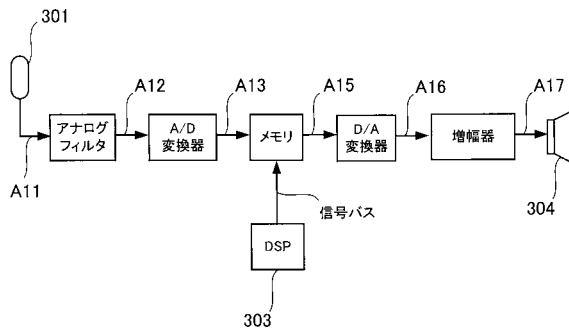 301
A12
A13
A15
A16
A17
アナログ
フィルタ
A/D
変換器
メモリ
D/A
変換器
増幅器
A11
信号バス
304
DSP
303